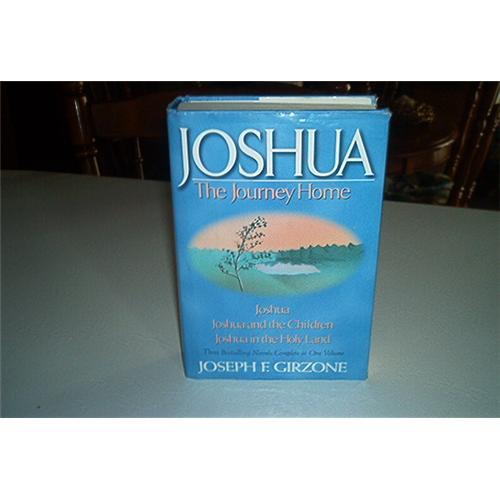 JOSHUA
The Journey Home
Joshua
Joshua and the Children
Joshua in the Holy Land
Three Bestselling Novels Complete in One Volume
JOSEPH F. GIRZONE